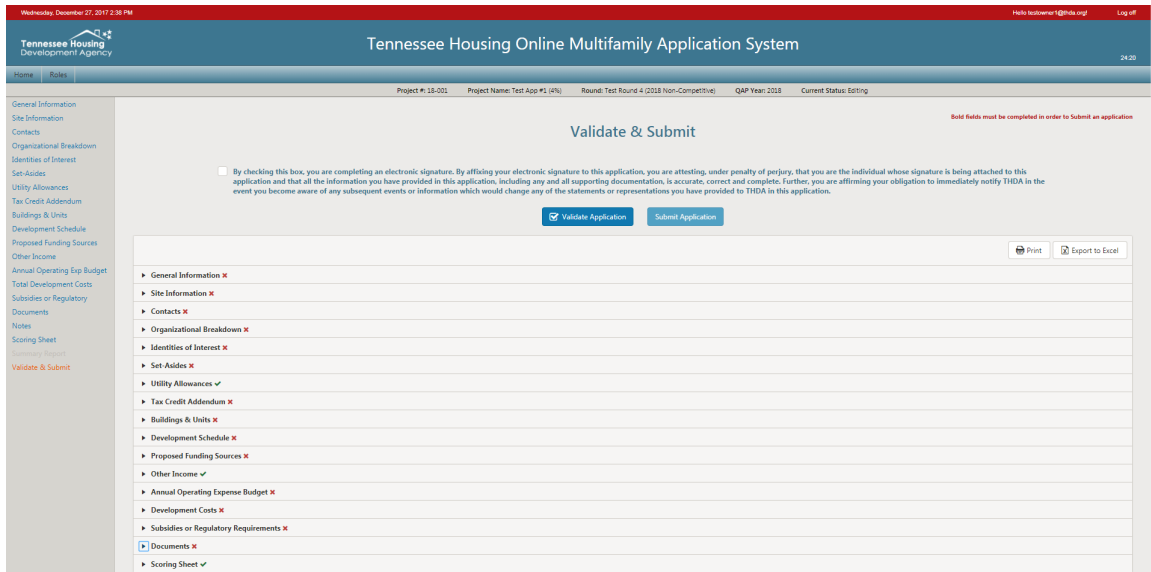 Wednesday, December 27, 2017 2:38 PM
Hello testowner1@thda.org!
Log off
Tennessee Housing
Development Agency
Tennessee Housing Online Multifamily Application System
24:20
Home
Roles
Project #: 18-001
Project Name: Test App #1 (4%)
Round: Test Round 4 (2018 Non-Competitive)
QAP Year: 2018
Current Status: Editing
General Information
Site Information
Contacts
Organizational Breakdown
Identities of Interest
Set-Asides
Utility Allowances
Tax Credit Addendum
Buildings & Units
Development Schedule
Proposed Funding Sources
Other Income
Annual Operating Exp Budget
Total Development Costs
Subsidies or Regulatory
Documents
Notes
Scoring Sheet
Summary Report
Validate & Submit
Bold fields must be completed in order to Submit an application
Validate & Submit
By checking this box, you are completing an electronic signature. By affixing your electronic signature to this application, you are attesting, under penalty of perjury, that you are the individual whose signature is being attached to this
application and that all the information you have provided in this application, including any and all supporting documentation, is accurate, correct and complete. Further, you are affirming your obligation to immediately notify THDA in the
event you become aware of any subsequent events or information which would change any of the statements or representations you have provided to THDA in this application.
Validate Application
Submit Application
Print
Export to Excel
General Information
Site Information
Contacts
Organizational Breakdown
Identities of Interest
Set-Asides
Utility Allowances
Tax Credit Addendum
Buildings & Units
Development Schedule
Proposed Funding Sources
Other Income
Annual Operating Expense Budget
Development Costs
Subsidies or Regulatory Requirements
Documents
Scoring Sheet